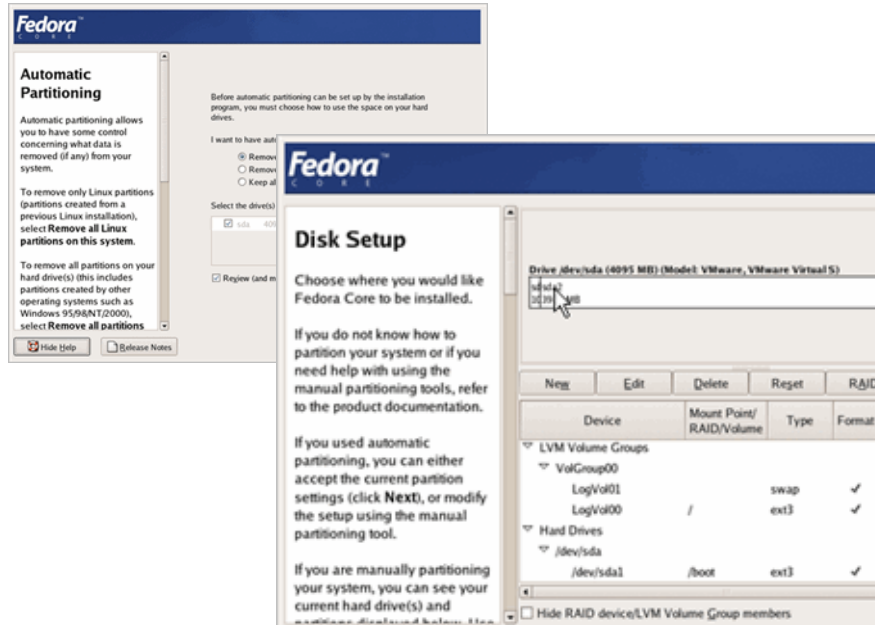 Fedora™
CORE
Automatic
Partitioning
Automatic partitioning allows
you to have some control
concerning what data is
removed (if any) from your
system.
To remove only Linux partitions
(partitions created from a
previous Linux installation),
select Remove all Linux
partitions on this system.
To remove all partitions on your
hard drive(s) (this includes
partitions created by other
operating systems such as
Windows 95/98/NT/2000),
select Remove all partitions
Hide Help
Release Notes
Before automatic partitioning can be set up by the installation
program, you must choose how to use the space on your hard
drives.
I want to have
Remove
Remove
Keep
Select the drive(s)
sda
Review (and
Fedora™
CORE
Disk Setup
Choose where you would like
Fedora Core to be installed.
If you do not know how to
partition your system or if you
need help with using the
manual partitioning tools, refer
to the product documentation.
If you used automatic
partitioning, you can either
accept the current partition
settings (click Next), or modify
the setup using the manual
partitioning tool.
If you are manually partitioning
your system, you can see your
current hard drive(s) and
partitions displayed below. Use
Drive /dev/sda (4095 MB) (Model: VMware, VMware Virtual S)
MB
New Edit Delete Reset RAID
Device Mount Point/ RAID/Volume Type Format
LVM Volume Groups
VolGroup00
LogVol01 swap ✓
LogVol00 / ext3 ✓
Hard Drives
/dev/sda
/dev/sda1 /boot ext3 ✓
Hide RAID device/LVM Volume Group members